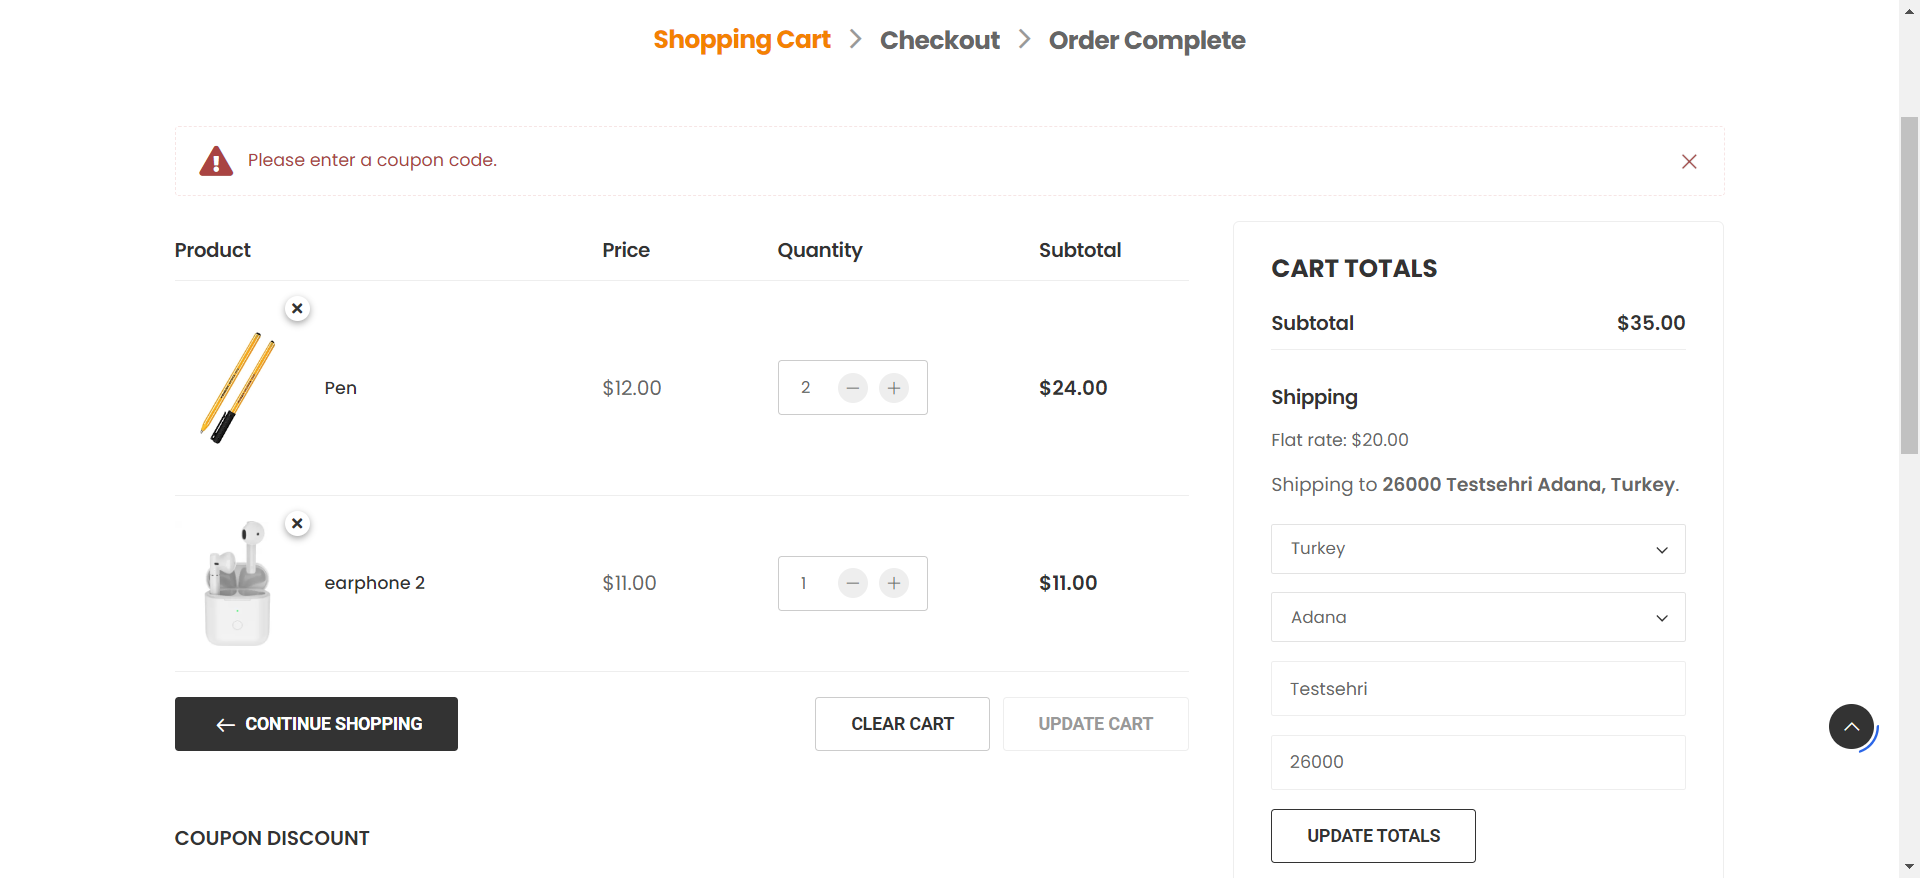 Shopping Cart > Checkout > Order Complete
Please enter a coupon code.
Product Price Quantity Subtotal
Pen $12.00 2 − + $24.00
earphone 2 $11.00 1 − + $11.00
← CONTINUE SHOPPING CLEAR CART UPDATE CART
COUPON DISCOUNT
CART TOTALS
Subtotal $35.00
Shipping
Flat rate: $20.00
Shipping to 26000 Testsehri Adana, Turkey.
Turkey
Adana
Testsehri
26000
UPDATE TOTALS